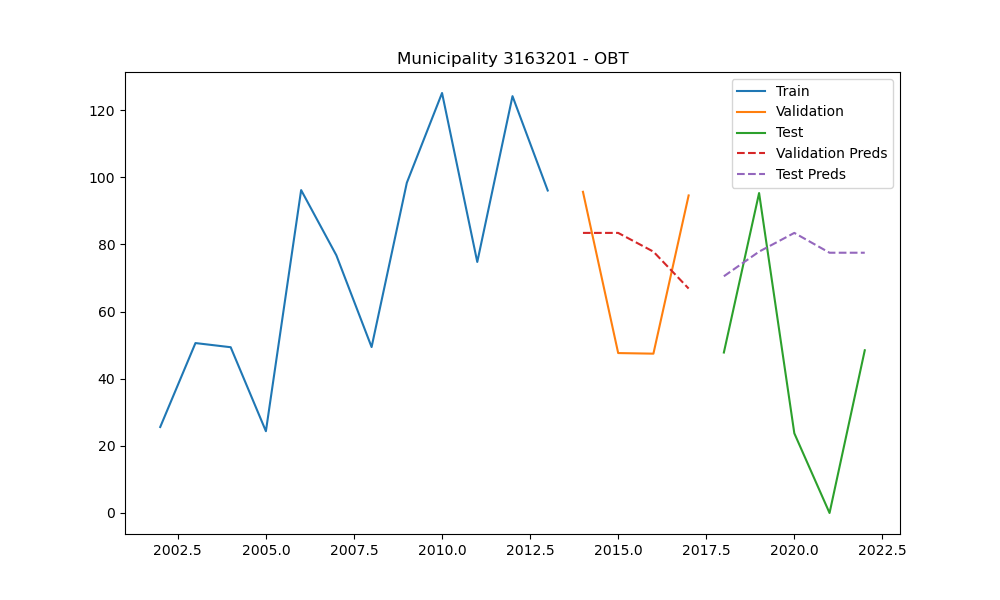 Municipality 3163201 - OBT
Train
Validation
Test
Validation Preds
Test Preds
120
100
80
60
40
20
0
2002.5 2005.0 2007.5 2010.0 2012.5 2015.0 2017.5 2020.0 2022.5